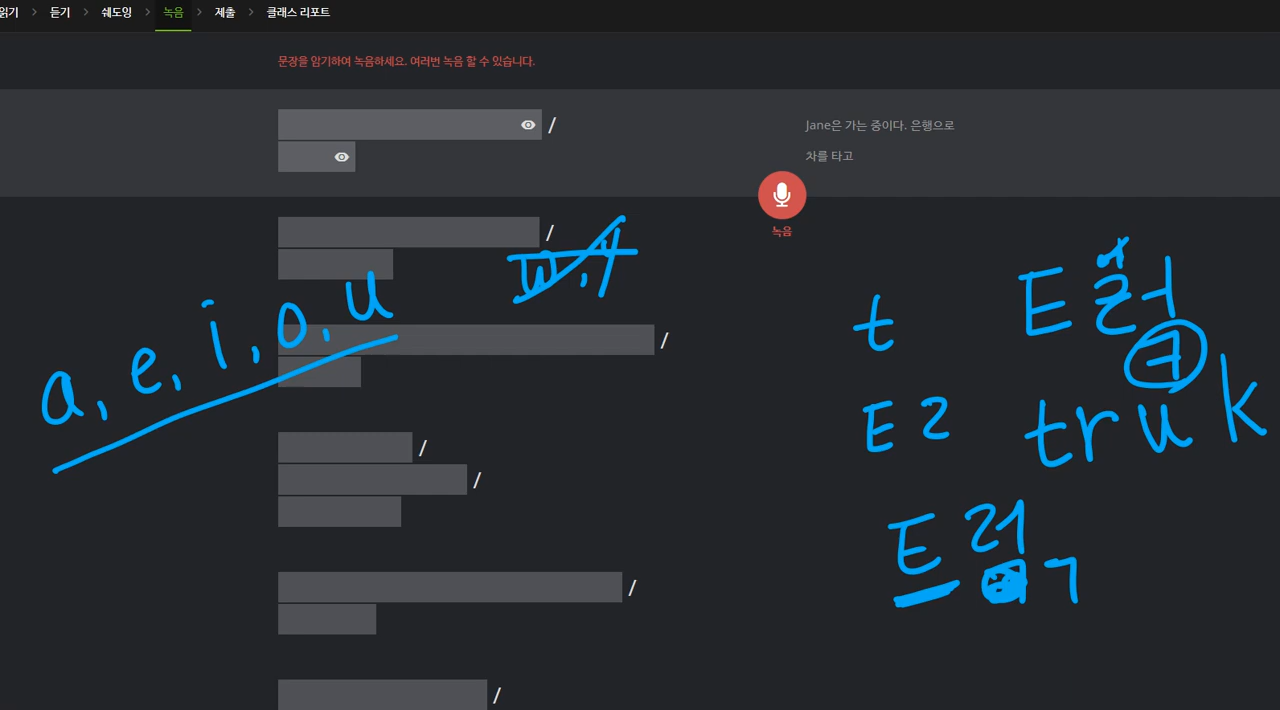 읽기 > 듣기 > 쉐도잉 > 녹음 > 제출 > 클래스 리포트
문장을 암기하여 녹음하세요. 여러번 녹음 할 수 있습니다.
/
Jane은 가는 중이다. 은행으로
차를 타고
녹음
/
/
/
/
/
/
a, e, i, o, u
t
truk